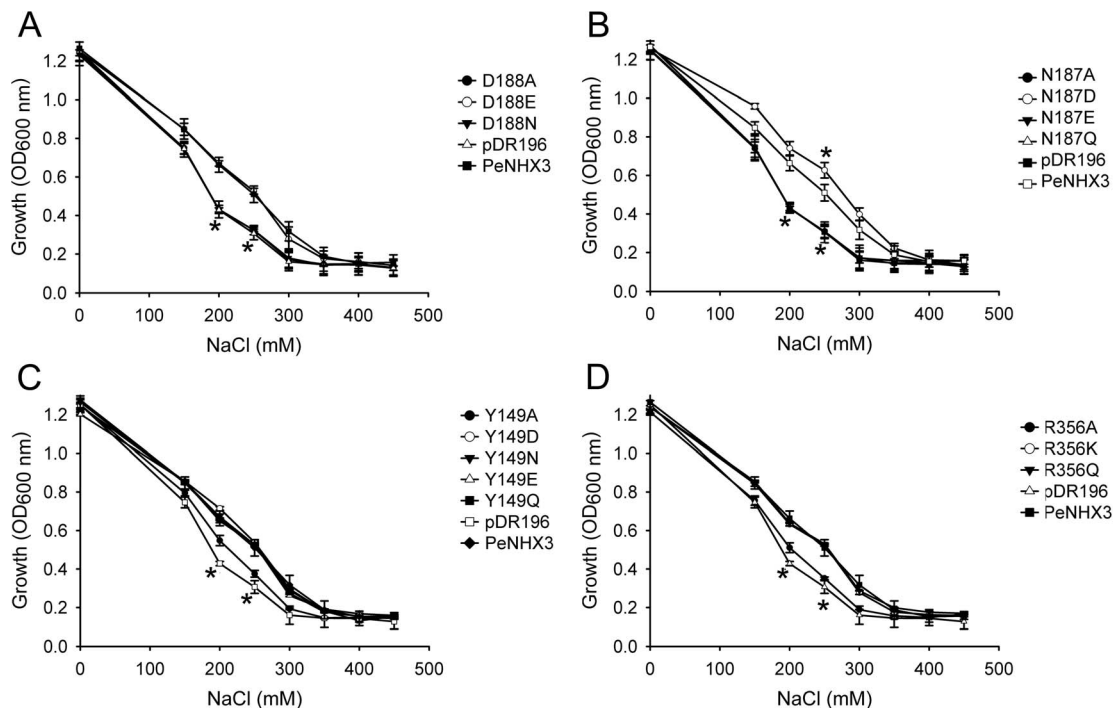 A
Growth (OD600 nm)
1.2
1.0
0.8
0.6
0.4
0.2
0.0
* *
0 100 200 300 400 500
NaCl (mM)
D188A
D188E
D188N
pDR196
PeNHX3
B
Growth (OD600 nm)
1.2
1.0
0.8
0.6
0.4
0.2
0.0
*
* *
0 100 200 300 400 500
NaCl (mM)
N187A
N187D
N187E
N187Q
pDR196
PeNHX3
C
Growth (OD600 nm)
1.2
1.0
0.8
0.6
0.4
0.2
0.0
* *
0 100 200 300 400 500
NaCl (mM)
Y149A
Y149D
Y149N
Y149E
Y149Q
pDR196
PeNHX3
D
Growth (OD600 nm)
1.2
1.0
0.8
0.6
0.4
0.2
0.0
* *
0 100 200 300 400 500
NaCl (mM)
R356A
R356K
R356Q
pDR196
PeNHX3